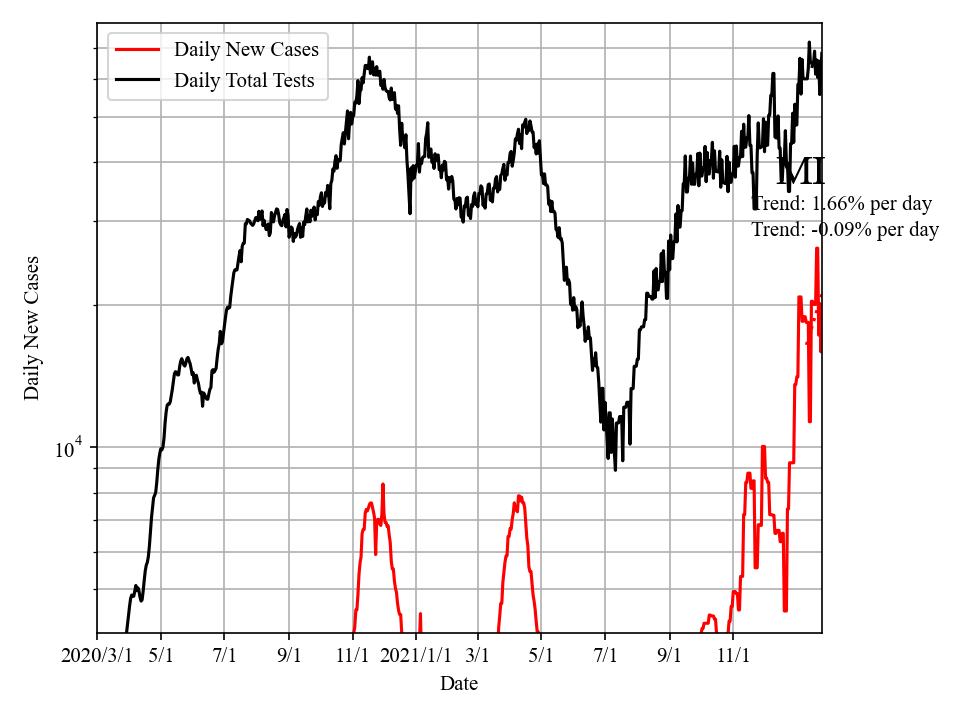 Daily New Cases
Daily Total Tests
MI
Trend: 1.66% per day
Trend: -0.09% per day
Daily New Cases
10^4
2020/3/1 5/1 7/1 9/1 11/1 2021/1/1 3/1 5/1 7/1 9/1 11/1
Date